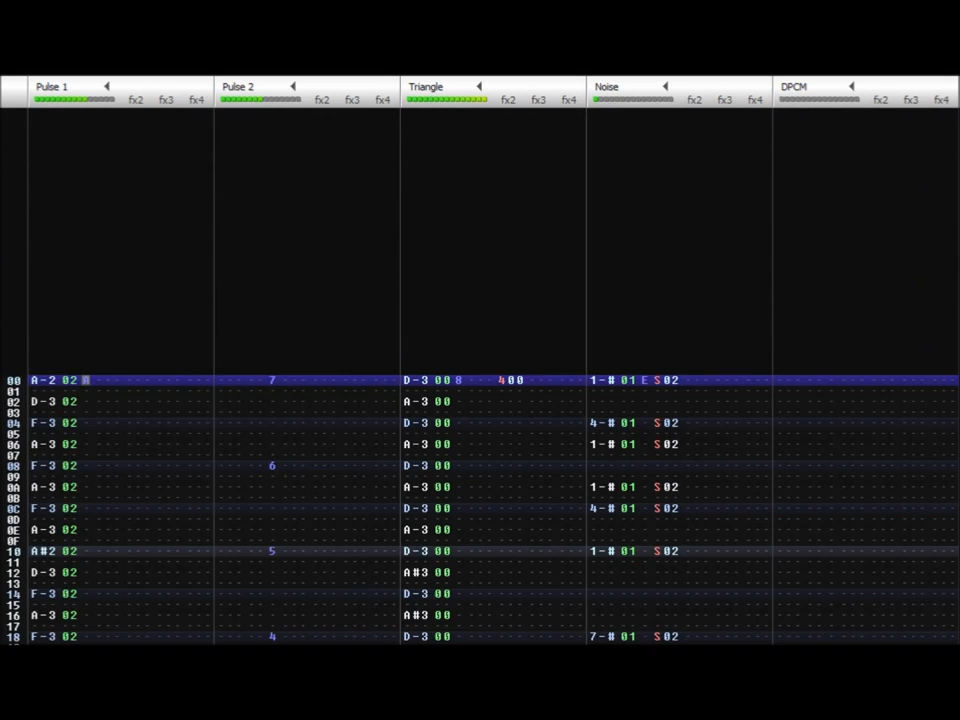 Pulse 1 Pulse 2 Triangle Noise DPCM
fx2 fx3 fx4 fx2 fx3 fx4 fx2 fx3 fx4 fx2 fx3 fx4 fx2 fx3 fx4
00 A-2 02 7 D-3 00 8 400 1-# 01 E S02
01
02 D-3 02 A-3 00
03
04 F-3 02 D-3 00 4-# 01 S02
05
06 A-3 02 A-3 00 1-# 01 S02
07
08 F-3 02 6 D-3 00
09
0A A-3 02 A-3 00 1-# 01 S02
0B
0C F-3 02 D-3 00 4-# 01 S02
0D
0E A-3 02 A-3 00
0F
10 A#2 02 5 D-3 00 1-# 01 S02
11
12 D-3 02 A#3 00
13
14 F-3 02 D-3 00
15
16 A-3 02 A#3 00
17
18 F-3 02 4 D-3 00 7-# 01 S02